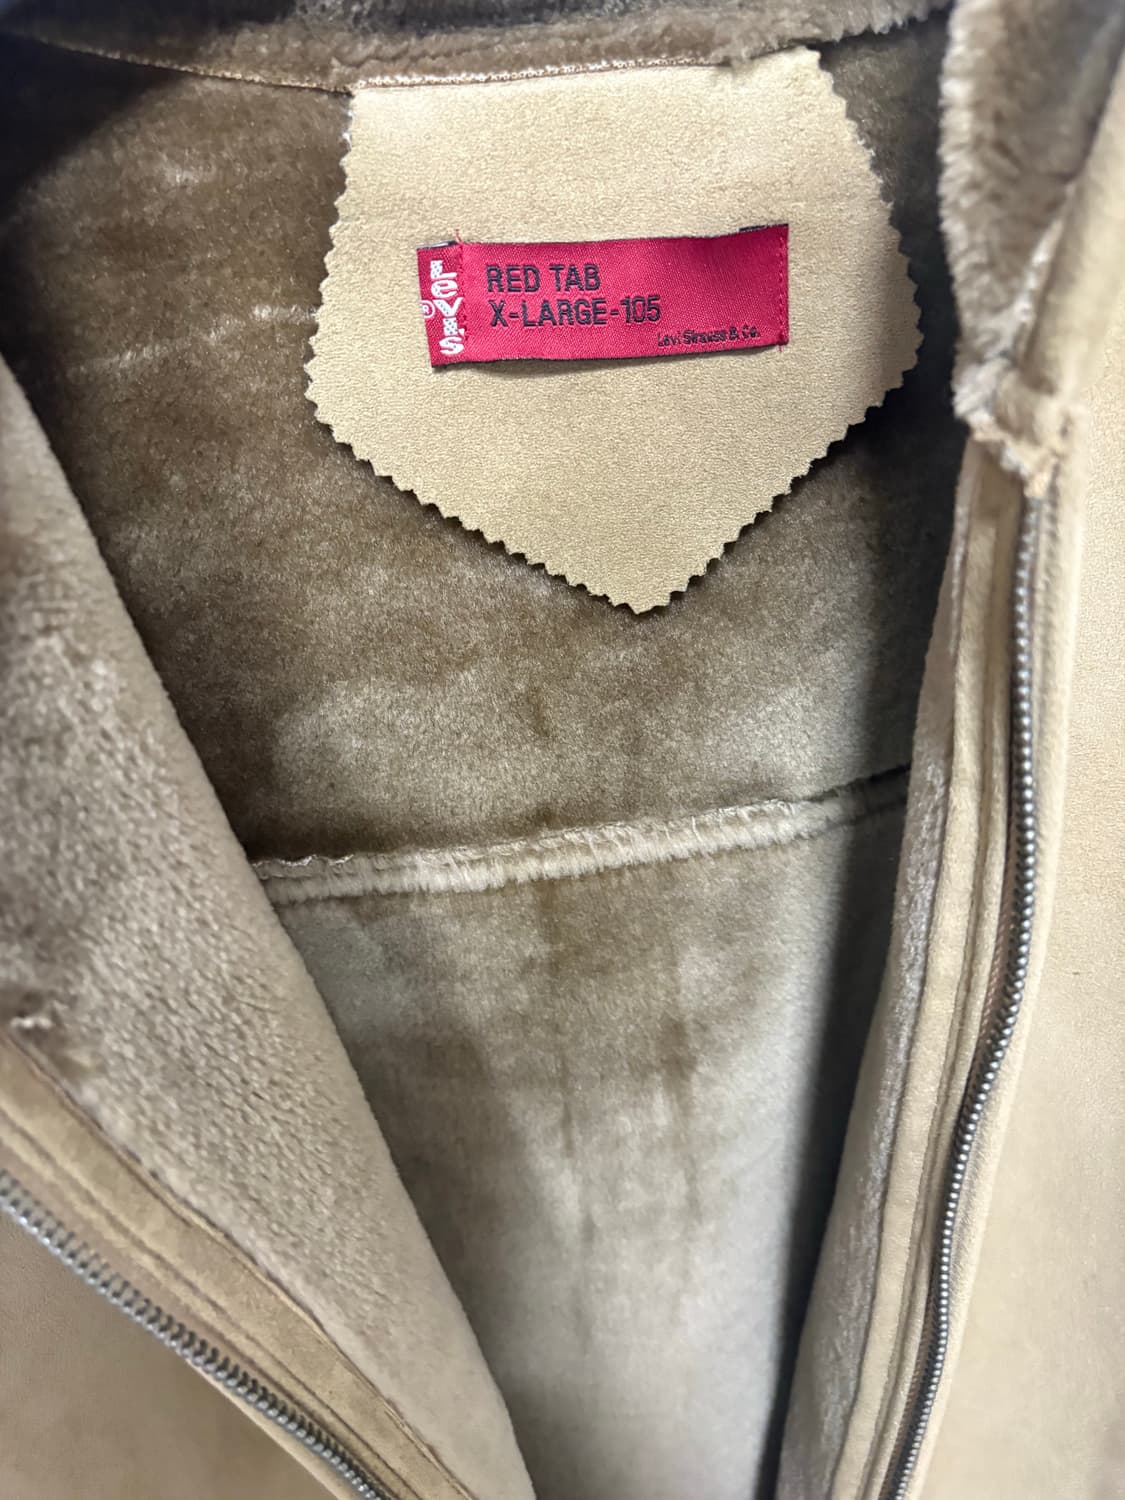 Levi's
®
RED TAB
X-LARGE-105
Levi Strauss & Co.